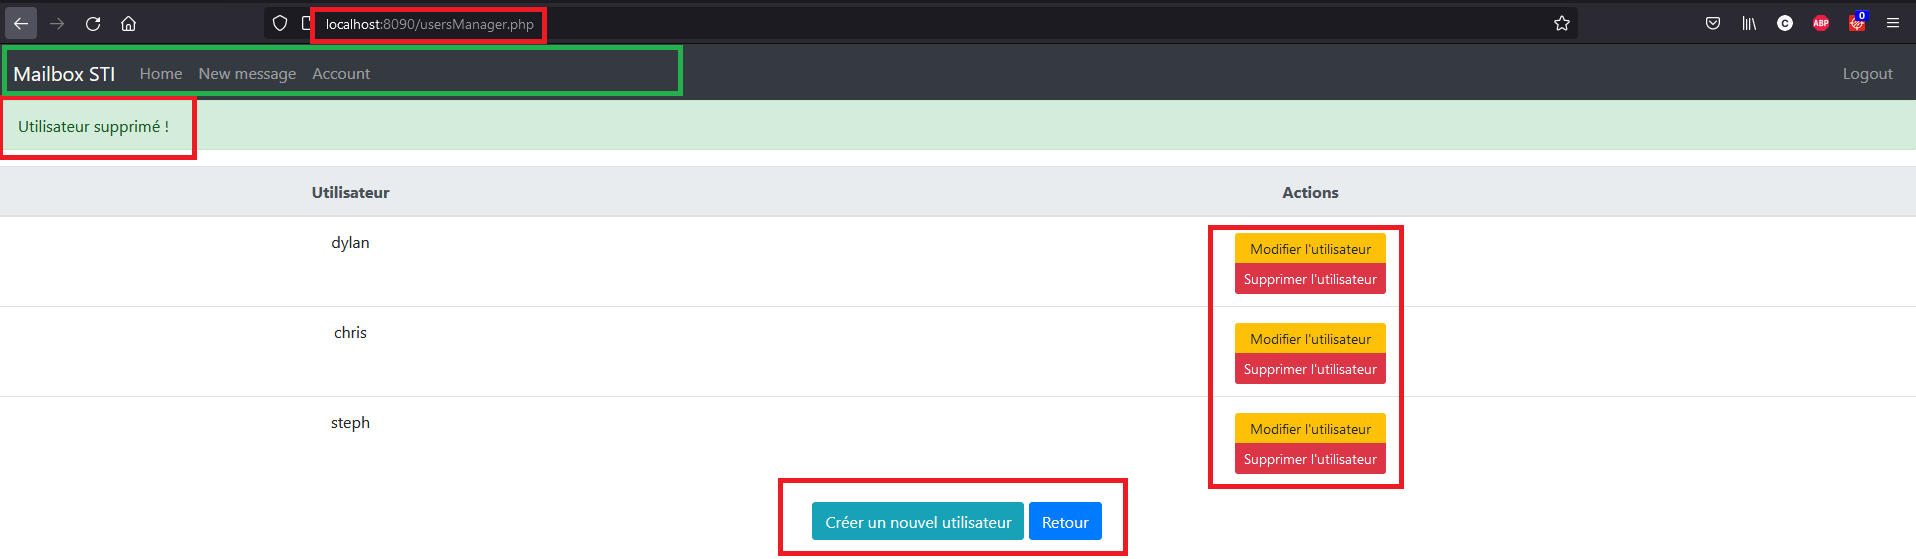 localhost:8090/usersManager.php
ABP
0
C
Mailbox STI Home New message Account Logout
Utilisateur supprimé !
Utilisateur Actions
dylan Modifier l'utilisateur
Supprimer l'utilisateur
chris Modifier l'utilisateur
Supprimer l'utilisateur
steph Modifier l'utilisateur
Supprimer l'utilisateur
Créer un nouvel utilisateur Retour